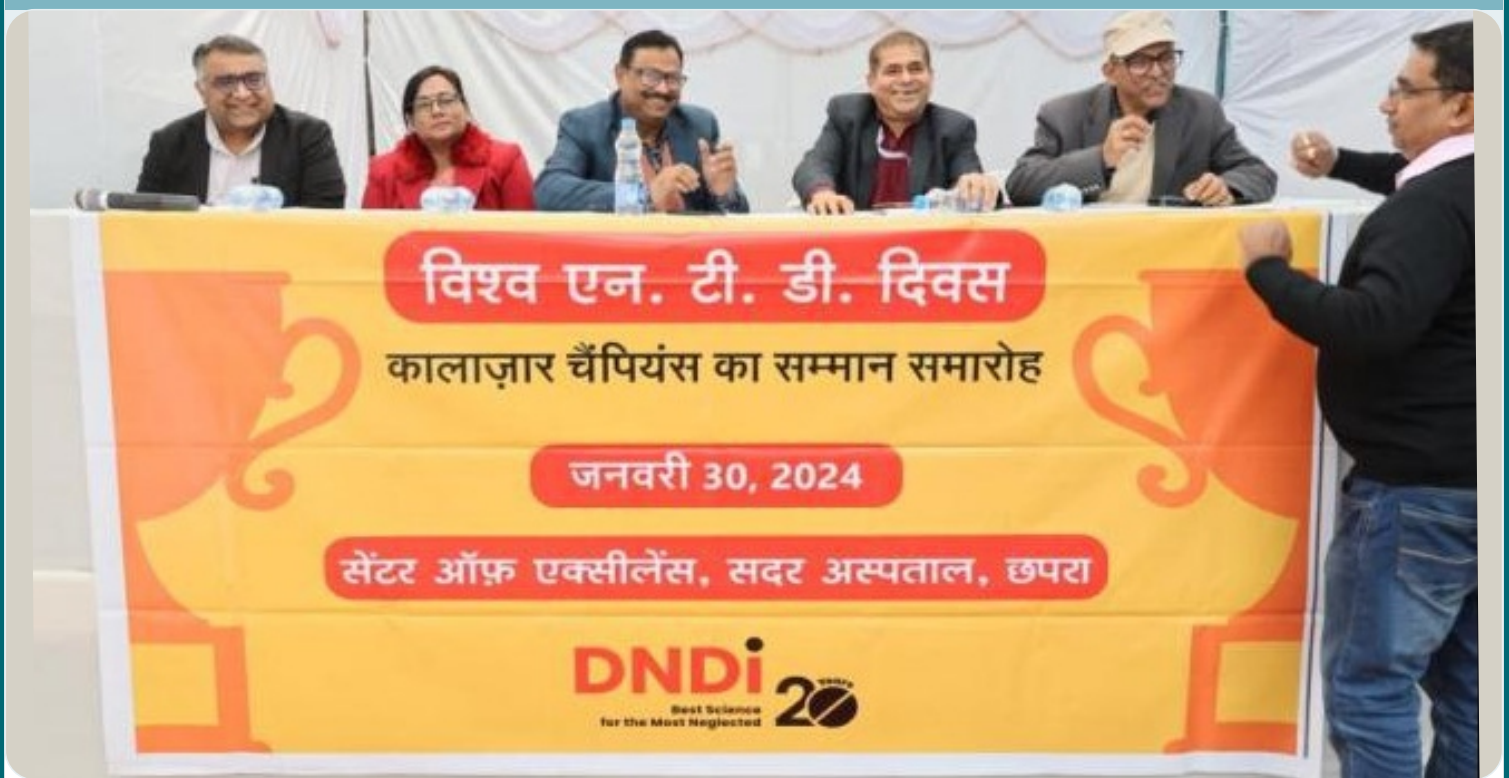 विश्व एन. टी. डी. दिवस
कालाज़ार चैंपियंस का सम्मान समारोह
जनवरी 30, 2024
सेंटर ऑफ़ एक्सीलेंस, सदर अस्पताल, छपरा
DNDi
20 Years
Best Science
for the Most Neglected